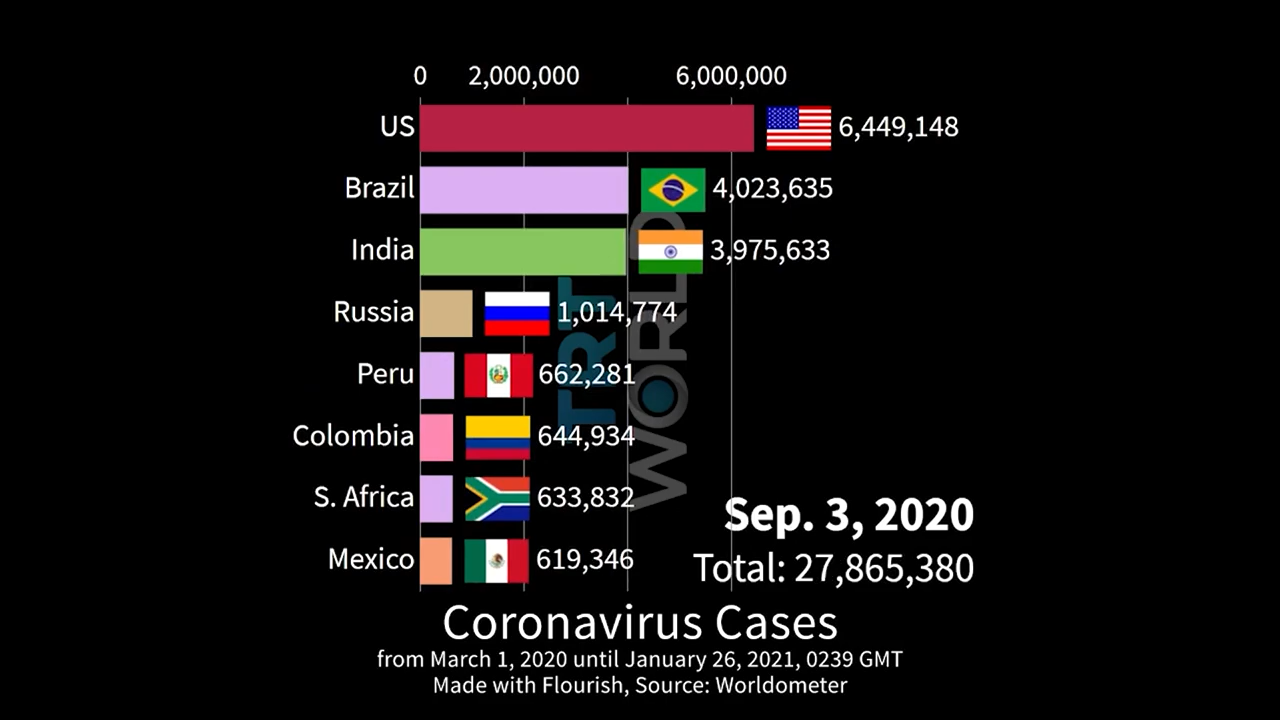 0 2,000,000 6,000,000
US 6,449,148
Brazil 4,023,635
India 3,975,633
Russia 1,014,774
Peru 662,281
Colombia 644,934
S. Africa 633,832
Mexico 619,346
TRT
WORLD
Sep. 3, 2020
Total: 27,865,380
Coronavirus Cases
from March 1, 2020 until January 26, 2021, 0239 GMT
Made with Flourish, Source: Worldometer